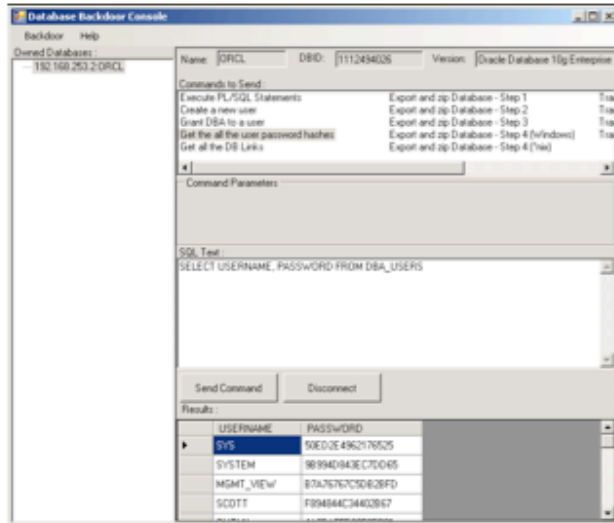 Database Backdoor Console
Backdoor Help
Owned Databases :
192.168.253.2:ORCL
Name: ORCL DBID: 1112494026 Version: Oracle Database 10g Enterprise
Commands to Send :
Execute PL/SQL Statements Export and zip Database - Step 1
Create a new user Export and zip Database - Step 2
Grant DBA to a user Export and zip Database - Step 3
Get the all the user password hashes Export and zip Database - Step 4 (Windows)
Get all the DB Links Export and zip Database - Step 4 (*nix)
Command Parameters
SQL Text :
SELECT USERNAME, PASSWORD FROM DBA_USERS
Send Command Disconnect
Results :
USERNAME PASSWORD
SYS
SYSTEM
MGMT_VIEW
SCOTT